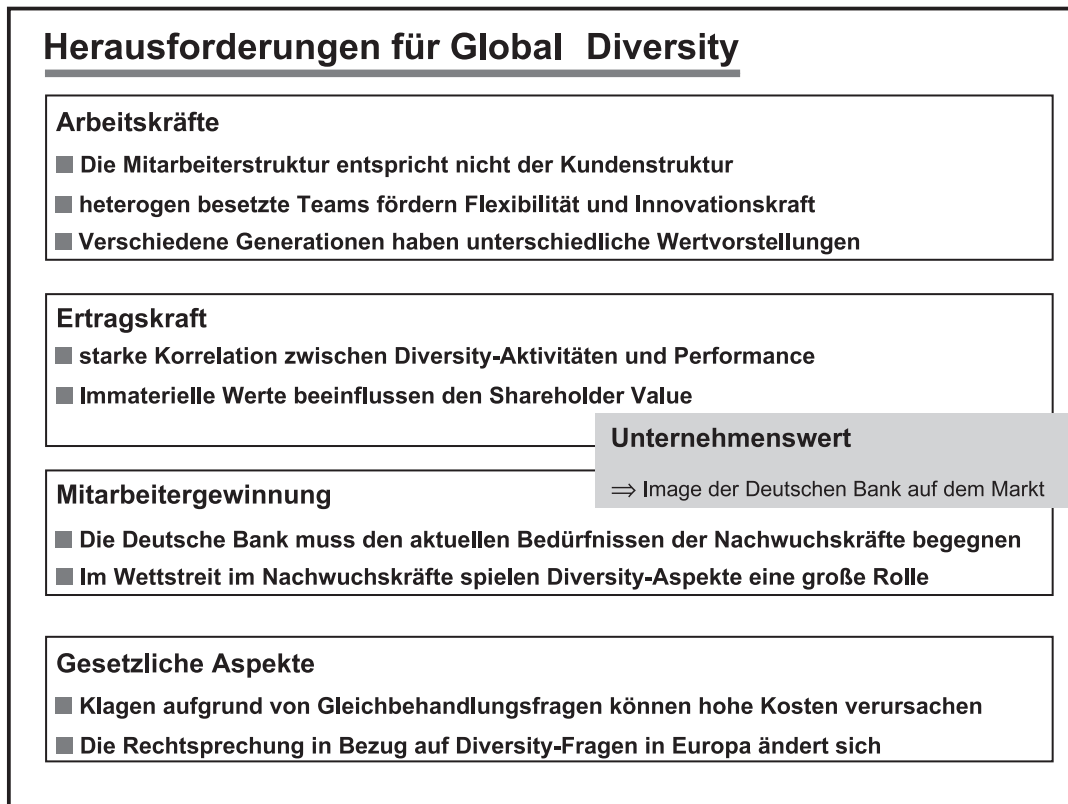 Herausforderungen für Global Diversity
Arbeitskräfte
■ Die Mitarbeiterstruktur entspricht nicht der Kundenstruktur
■ heterogen besetzte Teams fördern Flexibilität und Innovationskraft
■ Verschiedene Generationen haben unterschiedliche Wertvorstellungen
Ertragskraft
■ starke Korrelation zwischen Diversity-Aktivitäten und Performance
■ Immaterielle Werte beeinflussen den Shareholder Value
Unternehmenswert
⇒ Image der Deutschen Bank auf dem Markt
Mitarbeitergewinnung
■ Die Deutsche Bank muss den aktuellen Bedürfnissen der Nachwuchskräfte begegnen
■ Im Wettstreit im Nachwuchskräfte spielen Diversity-Aspekte eine große Rolle
Gesetzliche Aspekte
■ Klagen aufgrund von Gleichbehandlungsfragen können hohe Kosten verursachen
■ Die Rechtsprechung in Bezug auf Diversity-Fragen in Europa ändert sich